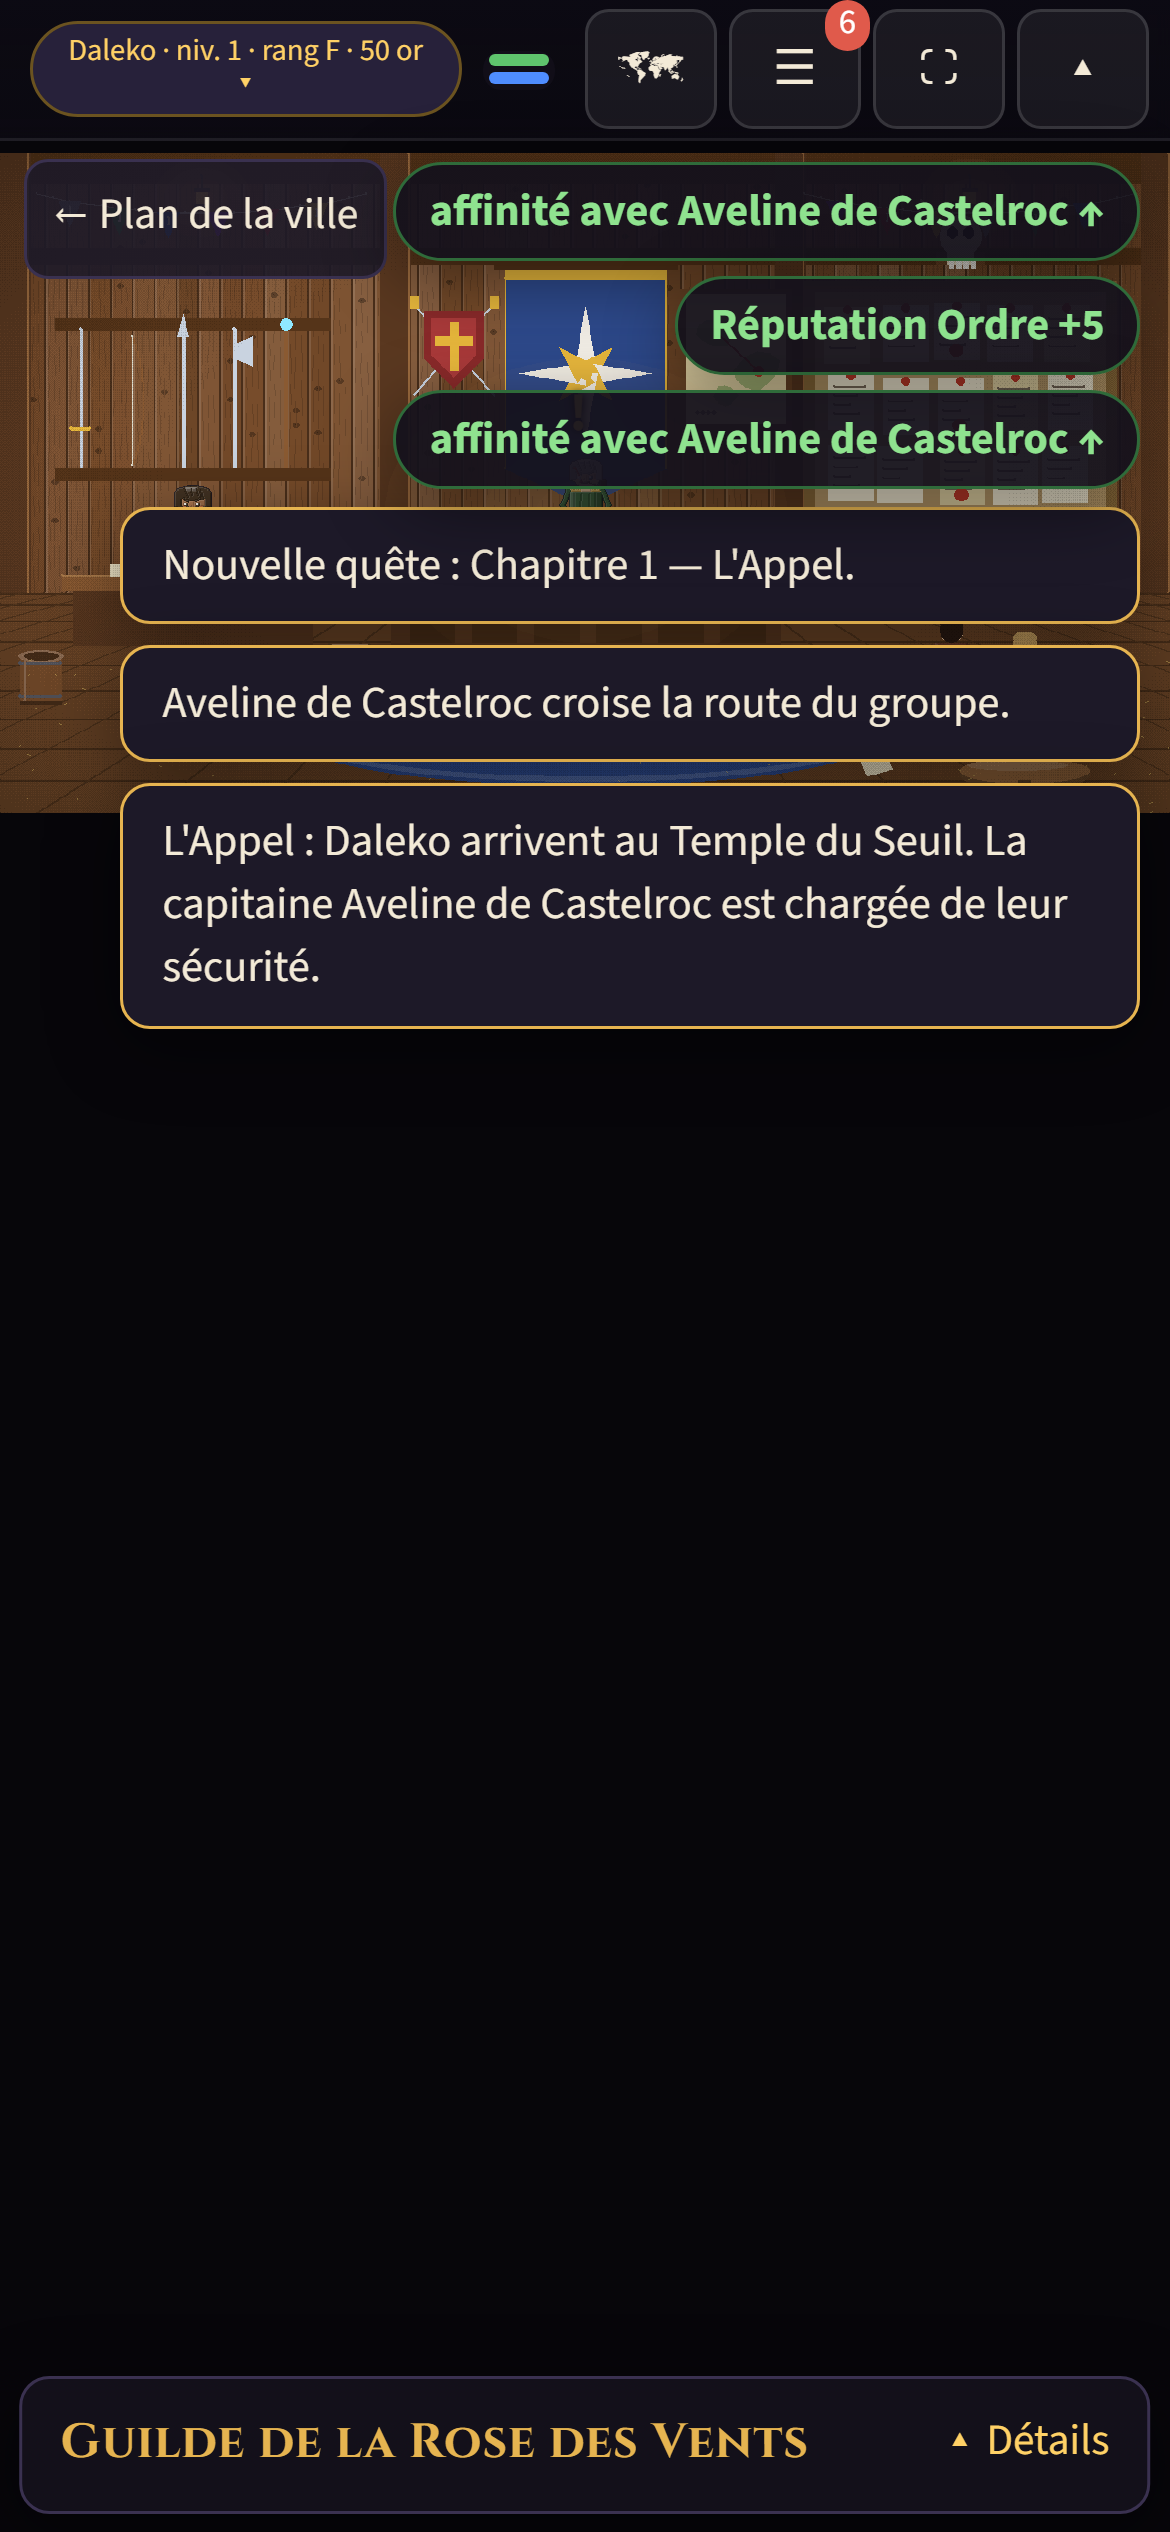 Daleko · niv. 1 · rang F · 50 or
▾
6
← Plan de la ville
affinité avec Aveline de Castelroc ↑
Réputation Ordre +5
affinité avec Aveline de Castelroc ↑
Nouvelle quête : Chapitre 1 — L'Appel.
Aveline de Castelroc croise la route du groupe.
L'Appel : Daleko arrivent au Temple du Seuil. La
capitaine Aveline de Castelroc est chargée de leur
sécurité.
Guilde de la Rose des Vents
▴ Détails